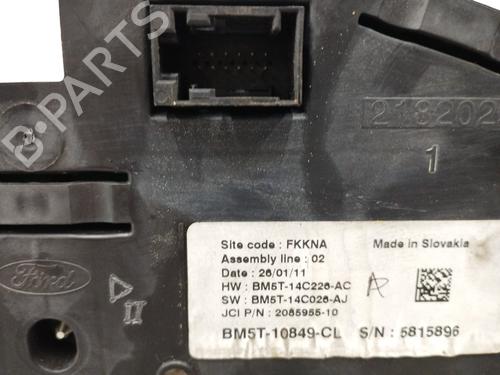 B-PARTS
218202
1
Ford
Site code : FKKNA
Made in Slovakia
Assembly line : 02
Date : 26/01/11
HW : BM5T-14C226-AC
SW : BM5T-14C026-AJ
JCI P/N : 2085955-10
BM5T-10849-CL S/N : 5815896